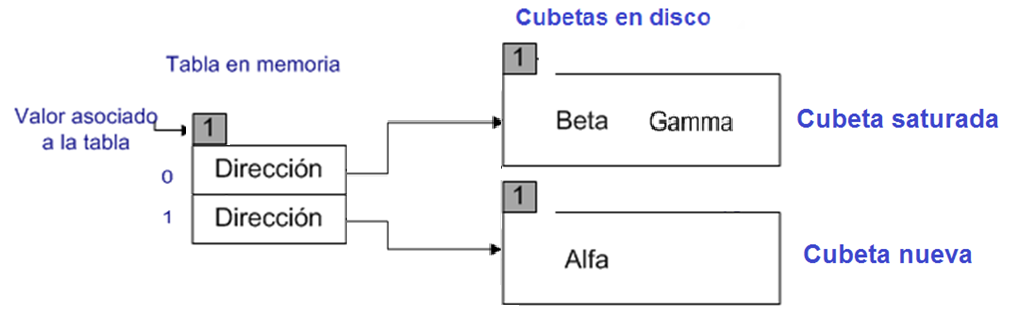 Cubetas en disco
1
Tabla en memoria
Valor asociado
a la tabla
1
Beta Gamma
Cubeta saturada
0
Dirección
1
Dirección
1
Alfa
Cubeta nueva